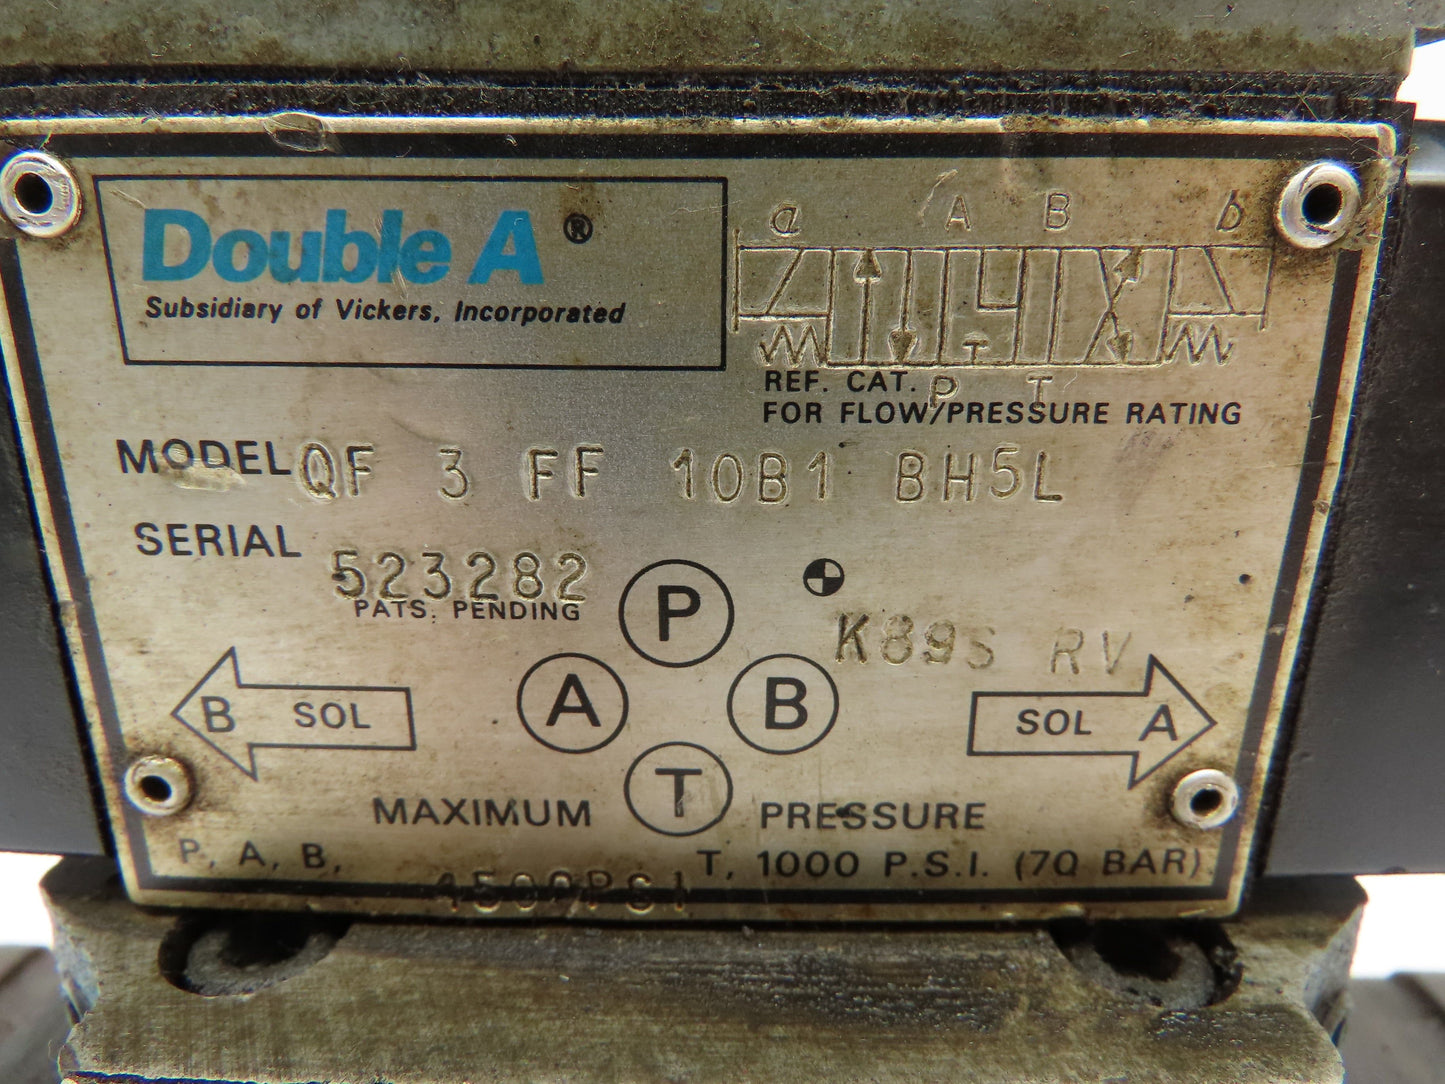 Double A ®
Subsidiary of Vickers, Incorporated
a A B b
T
P T
REF. CAT.
FOR FLOW/PRESSURE RATING
MODEL QF 3 FF 10B1 BH5L
SERIAL 523282
PATS. PENDING
P
K89S RV
A B
B SOL
SOL A
T
MAXIMUM PRESSURE
P, A, B, 1500PSI T, 1000 P.S.I. (70 BAR)